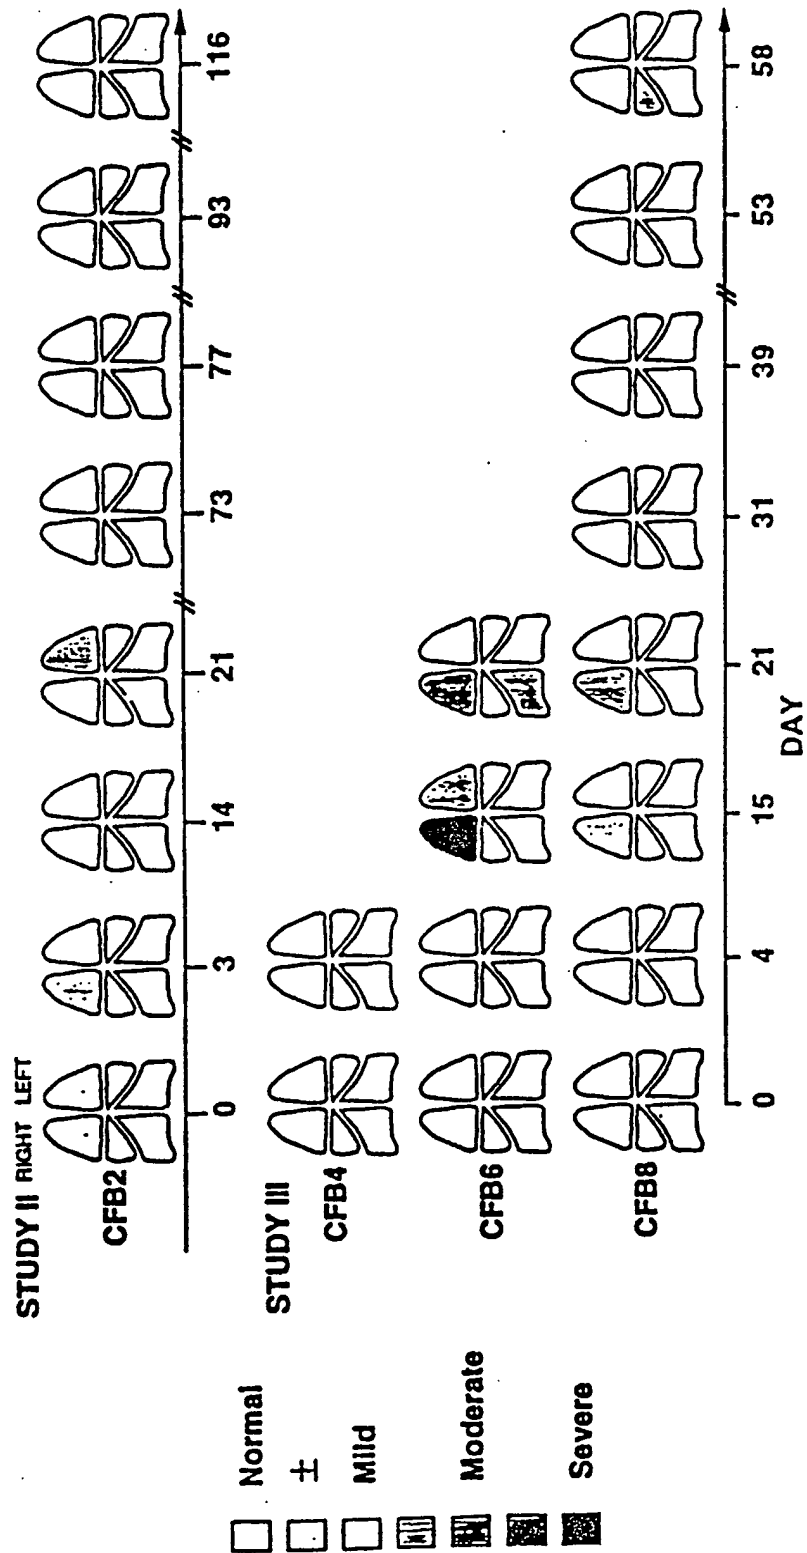 STUDY II RIGHT LEFT
CFB2
0 3 14 21 73 77 93 116
STUDY III
CFB4
CFB6
CFB8
0 4 15 21 31 39 53 58
DAY
Normal
±
Mild
Moderate
Severe